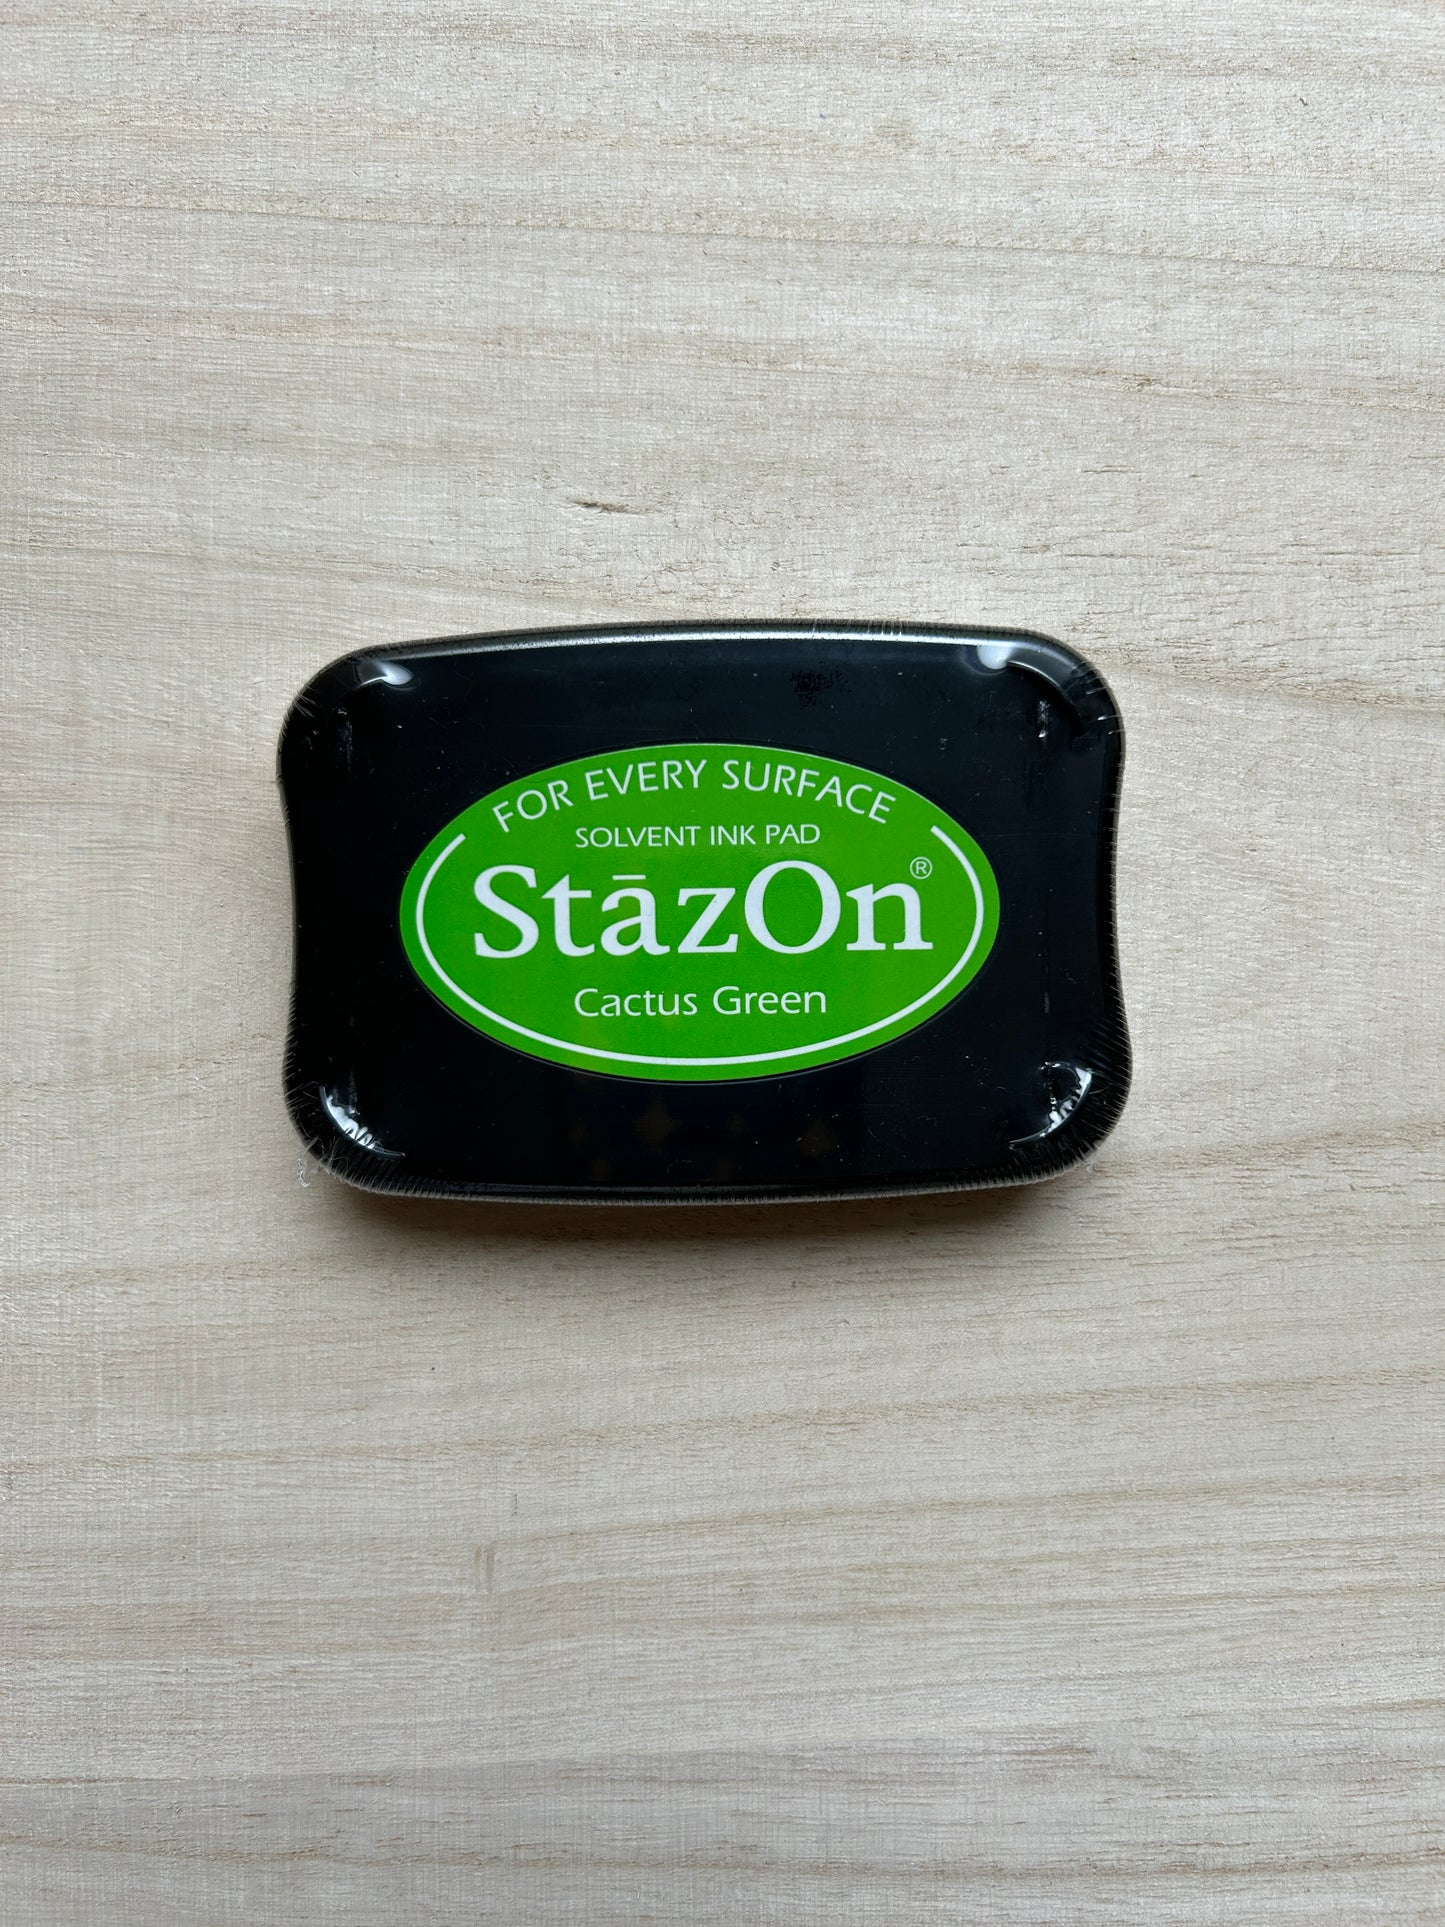 FOR EVERY SURFACE
SOLVENT INK PAD
StāzOn®
Cactus Green